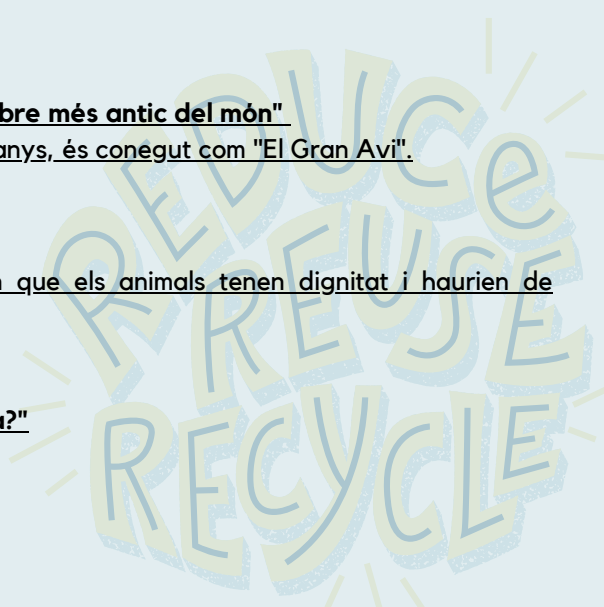 bre més antic del món"
anys, és conegut com "El Gran Avi".
que els animals tenen dignitat i haurien de
?"
REDUCE
REUSE
RECYCLE